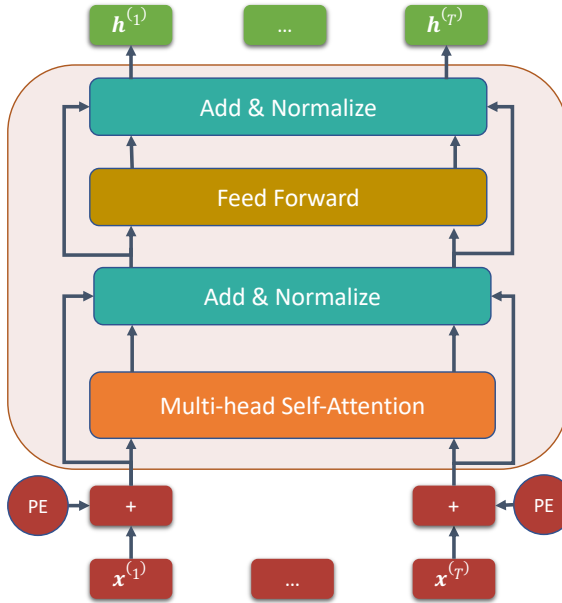 h^(1) ... h^(T)
Add & Normalize
Feed Forward
Add & Normalize
Multi-head Self-Attention
PE + + PE
x^(1) ... x^(T)